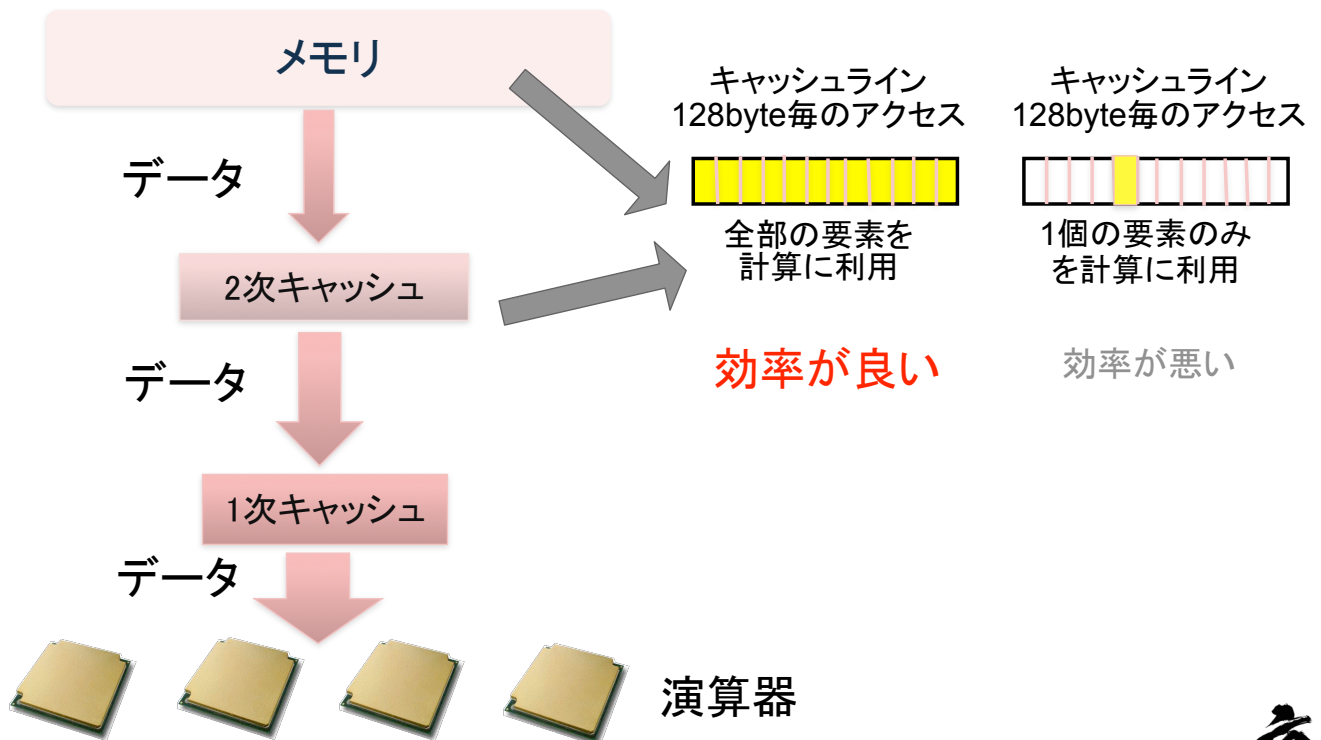 メモリ
データ
2次キャッシュ
データ
1次キャッシュ
データ
演算器
キャッシュライン
128byte毎のアクセス
全部の要素を
計算に利用
効率が良い
キャッシュライン
128byte毎のアクセス
1個の要素のみ
を計算に利用
効率が悪い